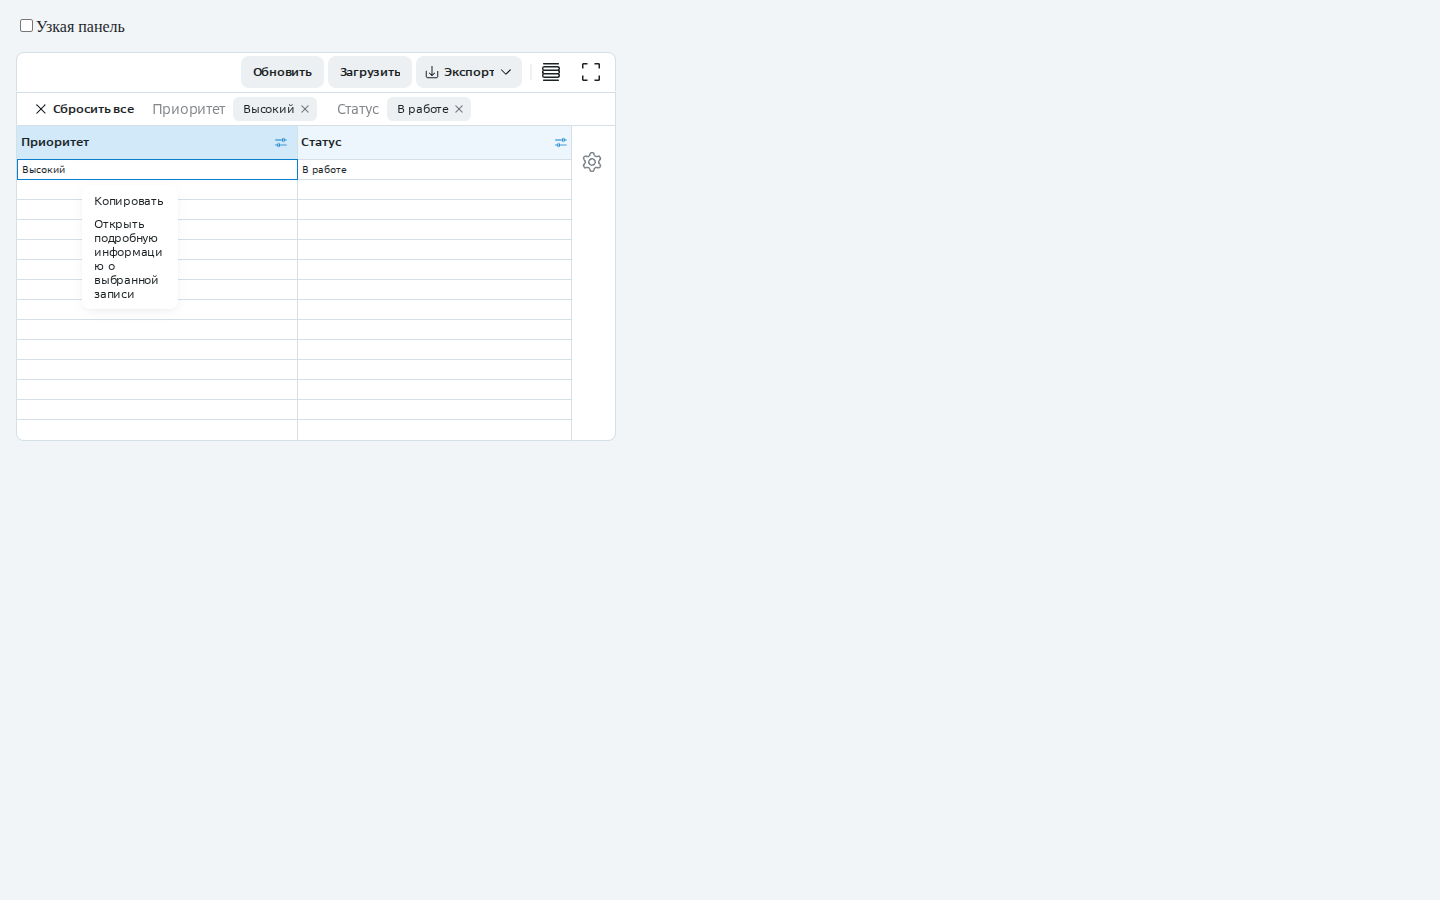 Узкая панель
Обновить Загрузить Экспорт
Сбросить все Приоритет Высокий Статус В работе
Приоритет Статус
Высокий В работе
Копировать
Открыть
подробную
информаци
ю о
выбранной
записи